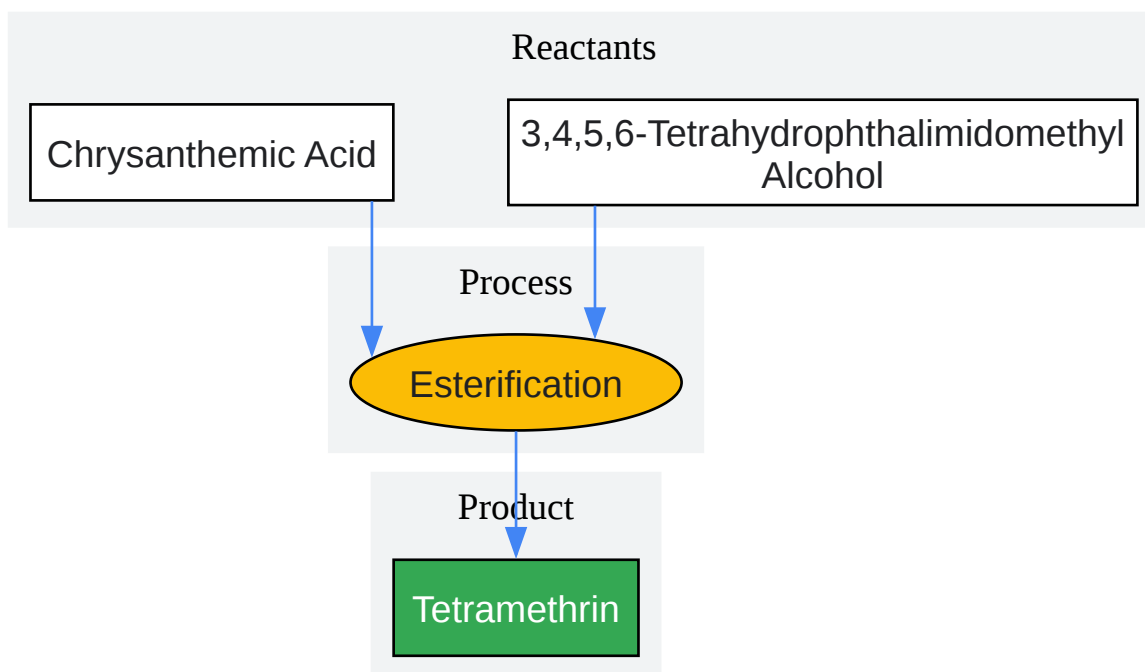 Reactants
Chrysanthemic Acid
3,4,5,6-Tetrahydrophthalimidomethyl
Alcohol
Process
Esterification
Product
Tetramethrin